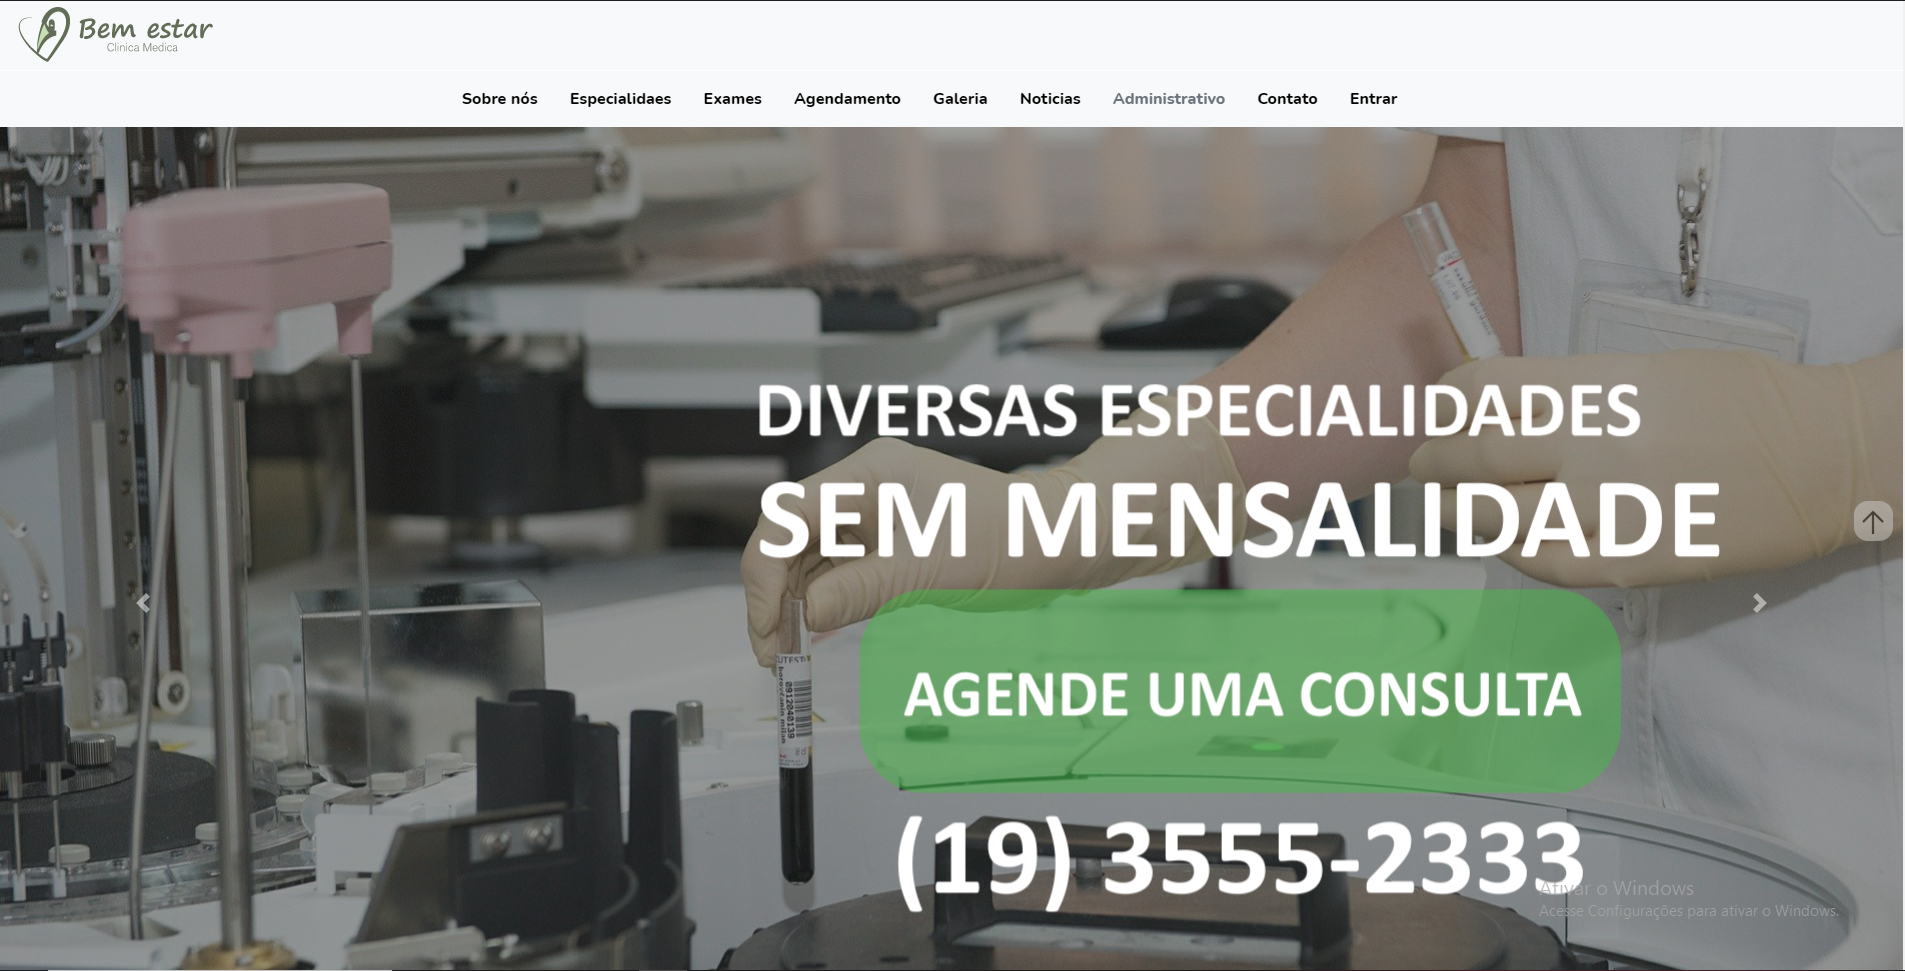 Bem estar
Clinica Medica
Sobre nós Especialidaes Exames Agendamento Galeria Noticias Administrativo Contato Entrar
DIVERSAS ESPECIALIDADES
SEM MENSALIDADE
AGENDE UMA CONSULTA
(19) 3555-2333
Ativar o Windows
Acesse Configurações para ativar o Windows.
0912040139